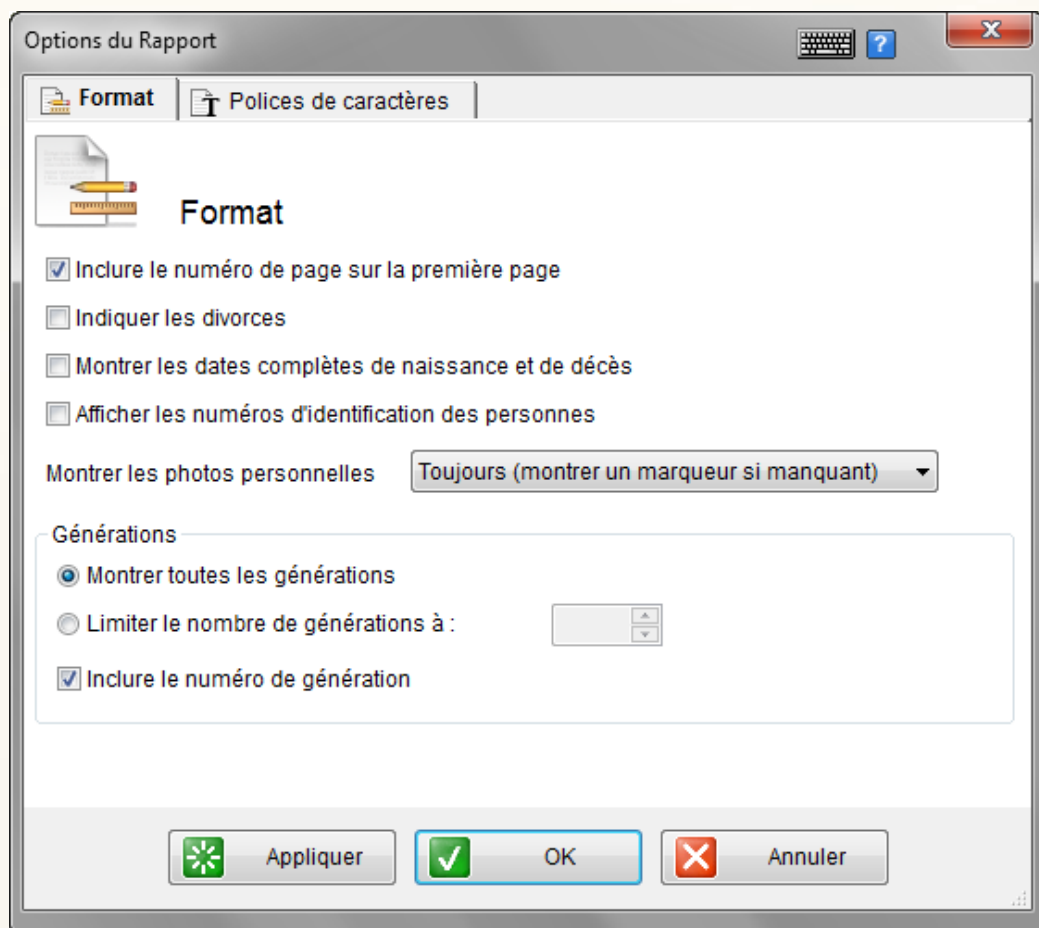 Options du Rapport
Format
Polices de caractères
Format
Inclure le numéro de page sur la première page
Indiquer les divorces
Montrer les dates complètes de naissance et de décès
Afficher les numéros d'identification des personnes
Montrer les photos personnelles Toujours (montrer un marqueur si manquant)
Générations
Montrer toutes les générations
Limiter le nombre de générations à :
Inclure le numéro de génération
Appliquer OK Annuler